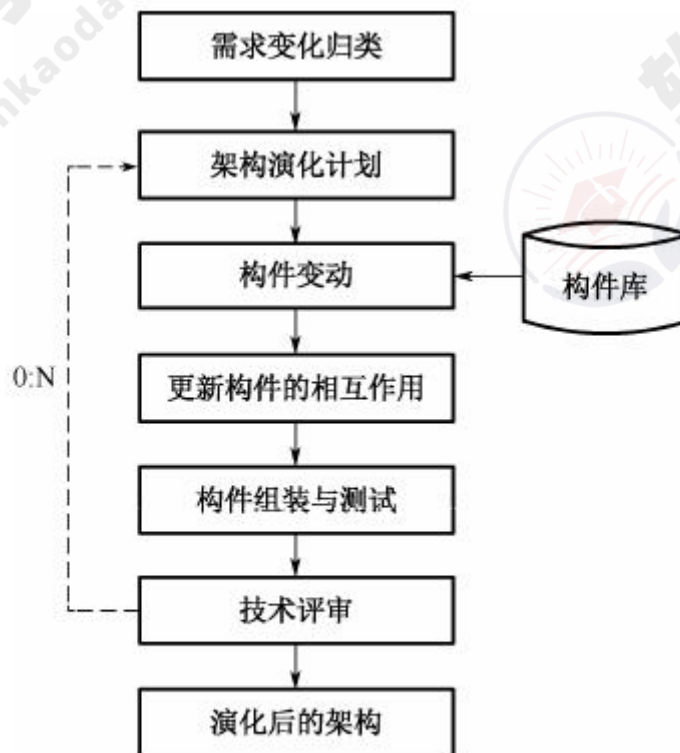 需求变化归类
架构演化计划
构件变动
构件库
0:N
更新构件的相互作用
构件组装与测试
技术评审
演化后的架构